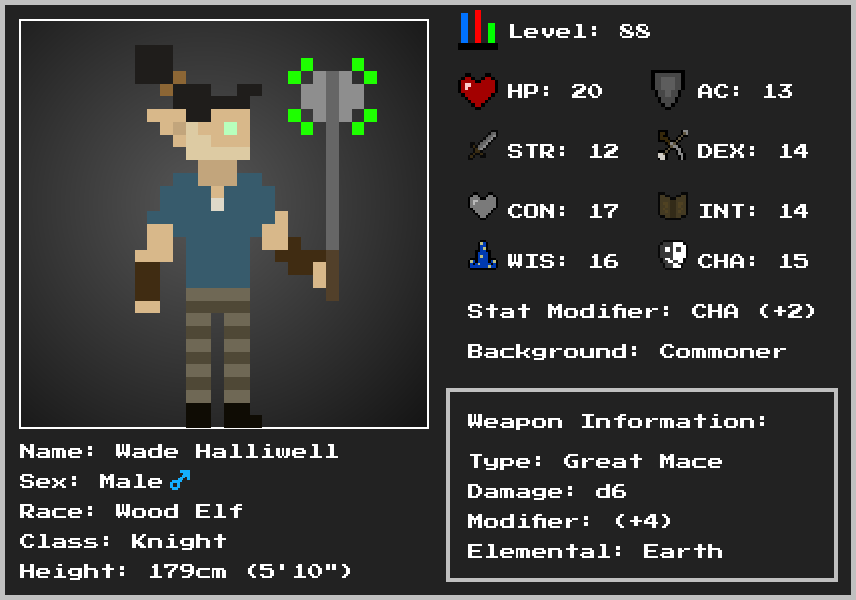 Level: 88
HP: 20
AC: 13
STR: 12
DEX: 14
CON: 17
INT: 14
WIS: 16
CHA: 15
Stat Modifier: CHA (+2)
Background: Commoner
Weapon Information:
Type: Great Mace
Damage: d6
Modifier: (+4)
Elemental: Earth
Name: Wade Halliwell
Sex: Male♂
Race: Wood Elf
Class: Knight
Height: 179cm (5'10")